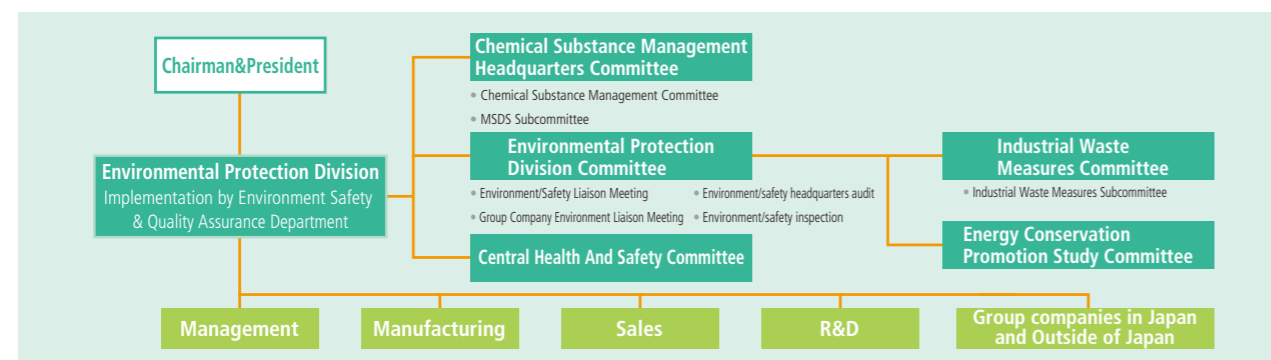 Chairman&President
Environmental Protection Division
Implementation by Environment Safety
& Quality Assurance Department
Chemical Substance Management
Headquarters Committee
• Chemical Substance Management Committee
• MSDS Subcommittee
Environmental Protection
Division Committee
• Environment/Safety Liaison Meeting
• Environment/safety headquarters audit
• Group Company Environment Liaison Meeting
• Environment/safety inspection
Central Health And Safety Committee
Industrial Waste
Measures Committee
• Industrial Waste Measures Subcommittee
Energy Conservation
Promotion Study Committee
Management
Manufacturing
Sales
R&D
Group companies in Japan
and Outside of Japan